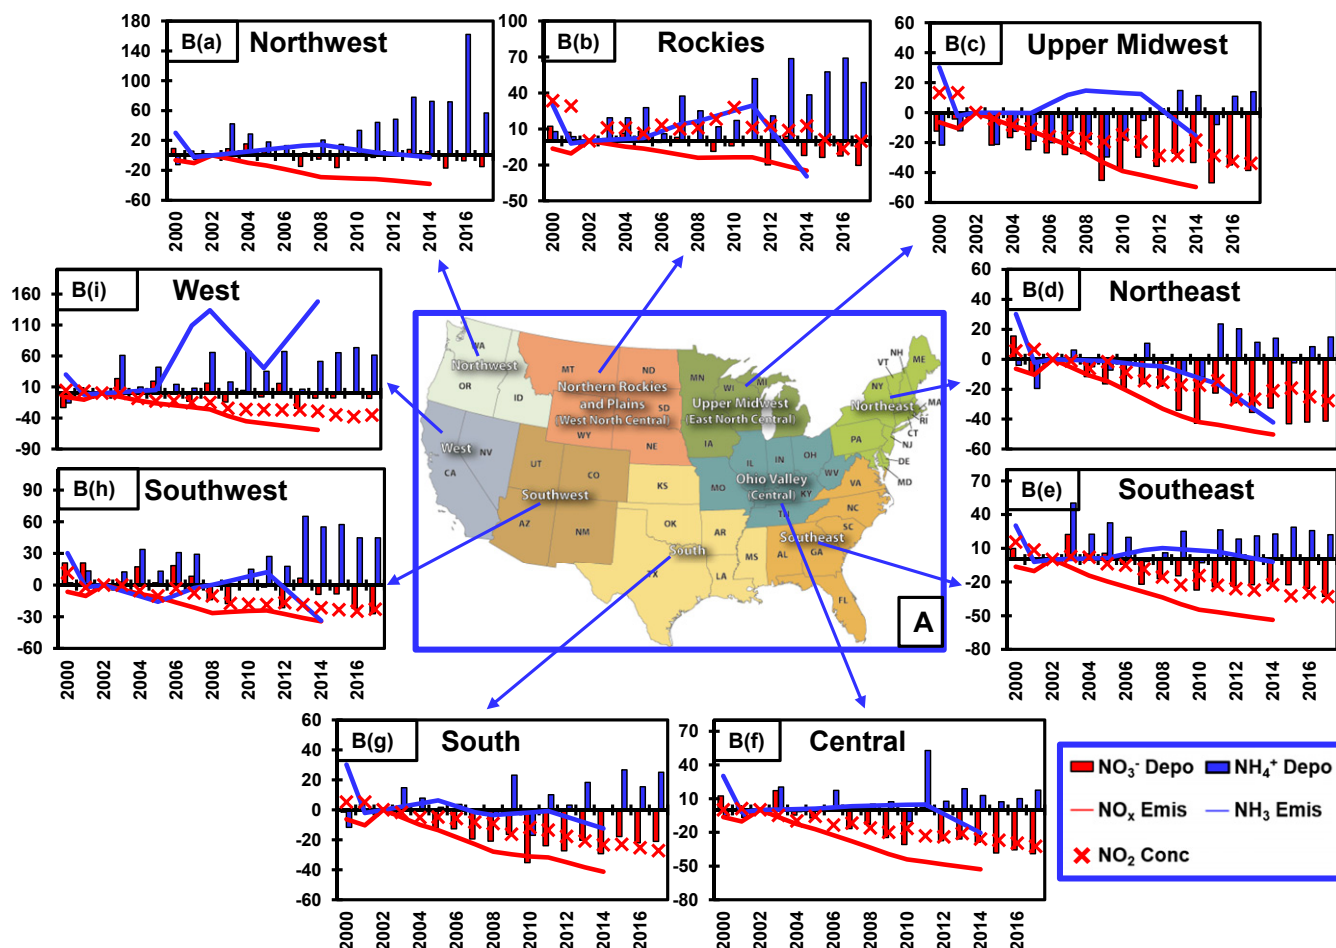 B(a) Northwest
180
140
100
60
20
-20
-60
2000
2002
2004
2006
2008
2010
2012
2014
2016
B(b) Rockies
100
70
40
10
-20
-50
2000
2002
2004
2006
2008
2010
2012
2014
2016
B(c) Upper Midwest
60
40
20
0
-20
-40
-60
2000
2002
2004
2006
2008
2010
2012
2014
2016
B(i) West
160
110
60
10
-40
-90
B(d) Northeast
60
40
20
0
-20
-40
-60
B(h) Southwest
90
60
30
0
-30
-60
2000
2002
2004
2006
2008
2010
2012
2014
2016
B(e) Southeast
70
40
10
-20
-50
-80
2000
2002
2004
2006
2008
2010
2012
2014
2016
WA
Northwest
OR
ID
MT
ND
Northern Rockies
and Plains
SD
(West North Central)
WY
NE
MN
WI
MI
Upper Midwest
(East North Central)
IA
NH
VT
ME
NY
Northeast
MA
RI
CT
PA
NJ
DE
MD
West
NV
CA
UT
CO
Southwest
AZ
NM
KS
OK
AR
South
TX
LA
MS
IL
IN
OH
WV
MO
Ohio Valley
(Central)
KY
TN
VA
NC
SC
Southeast
AL
GA
FL
A
B(g) South
60
40
20
0
-20
-40
-60
2000
2002
2004
2006
2008
2010
2012
2014
2016
B(f) Central
70
40
10
-20
-50
-80
2000
2002
2004
2006
2008
2010
2012
2014
2016
NO₃⁻ Depo NH₄⁺ Depo
NOₓ Emis NH₃ Emis
NO₂ Conc